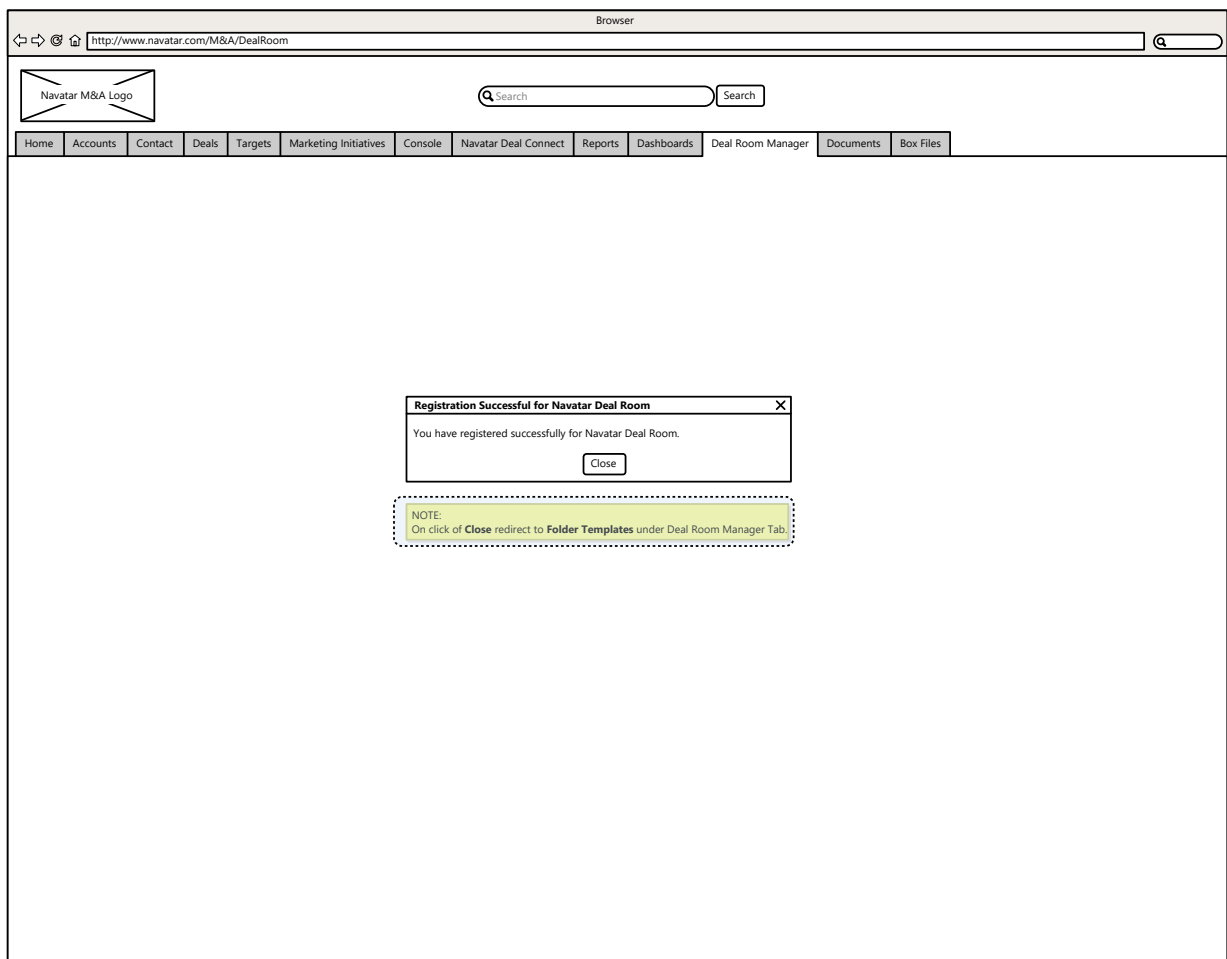 Browser
http://www.navatar.com/M&A/DealRoom
Navatar M&A Logo
Search Search
Home Accounts Contact Deals Targets Marketing Initiatives Console Navatar Deal Connect Reports Dashboards Deal Room Manager Documents Box Files
Registration Successful for Navatar Deal Room
You have registered successfully for Navatar Deal Room.
Close
NOTE:
On click of Close redirect to Folder Templates under Deal Room Manager Tab.